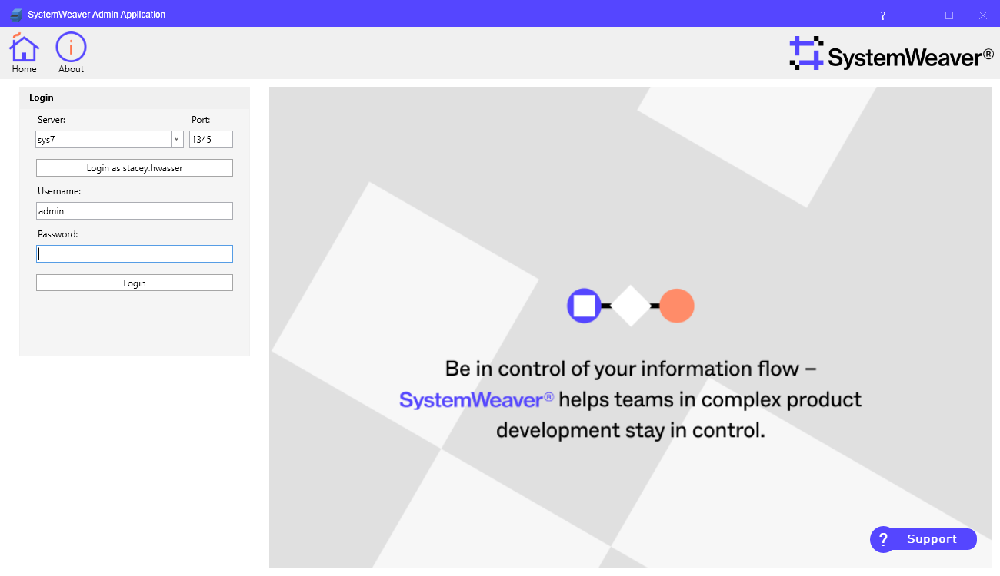 SystemWeaver Admin Application
?
Home
About
SystemWeaver®
Login
Server:
Port:
sys7
1345
Login as stacey.hwasser
Username:
admin
Password:
Login
Be in control of your information flow –
SystemWeaver® helps teams in complex product
development stay in control.
? Support